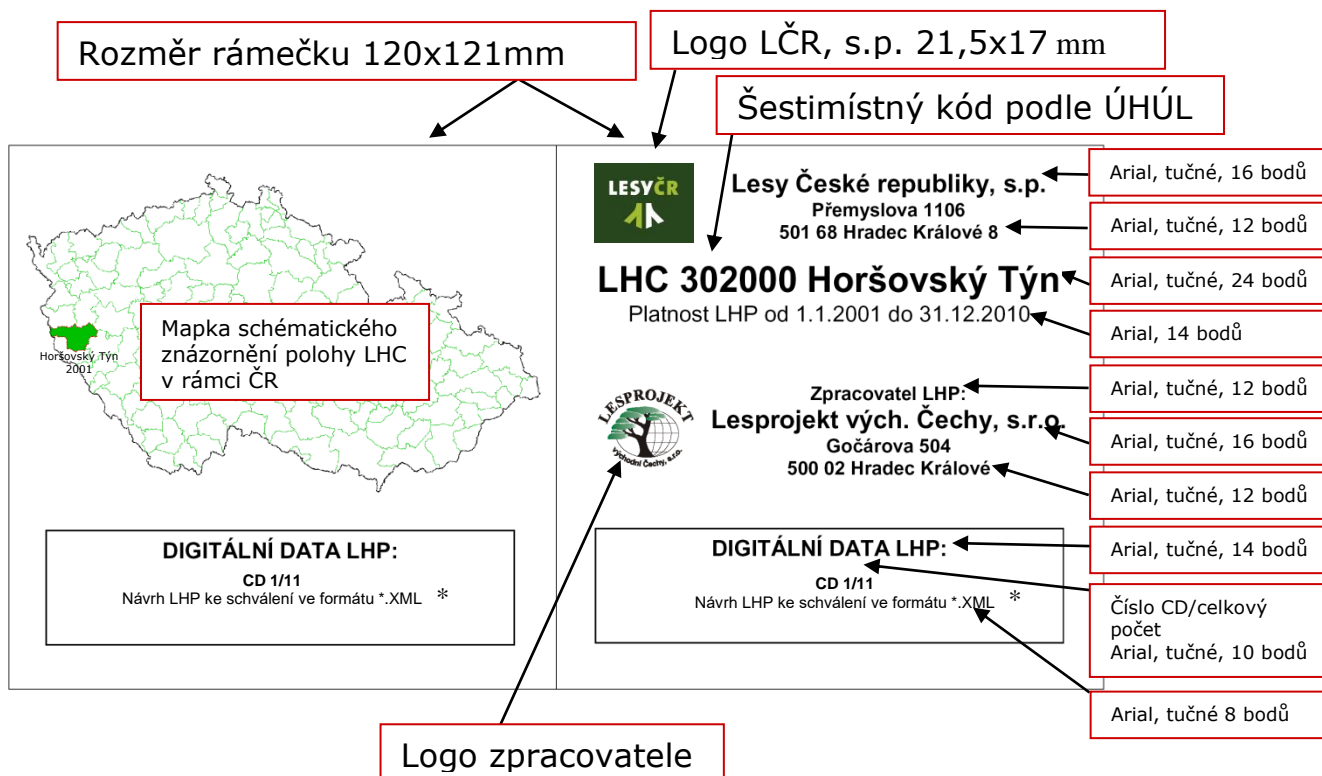 Rozměr rámečku 120x121mm
Logo LČR, s.p. 21,5x17 mm
Šestimístný kód podle ÚHÚL
Horšovský Týn
2001
Mapka schématického
znázornění polohy LHC
v rámci ČR
DIGITÁLNÍ DATA LHP:
CD 1/11
Návrh LHP ke schválení ve formátu *.XML *
LESYČR
Lesy České republiky, s.p.
Přemyslova 1106
501 68 Hradec Králové 8
LHC 302000 Horšovský Týn
Platnost LHP od 1.1.2001 do 31.12.2010
LESPROJEKT
východní Čechy, s.r.o.
Zpracovatel LHP:
Lesprojekt vých. Čechy, s.r.o.
Gočárova 504
500 02 Hradec Králové
DIGITÁLNÍ DATA LHP:
CD 1/11
Návrh LHP ke schválení ve formátu *.XML *
Arial, tučné, 16 bodů
Arial, tučné, 12 bodů
Arial, tučné, 24 bodů
Arial, 14 bodů
Arial, tučné, 12 bodů
Arial, tučné, 16 bodů
Arial, tučné, 12 bodů
Arial, tučné, 14 bodů
Číslo CD/celkový
počet
Arial, tučné, 10 bodů
Arial, tučné 8 bodů
Logo zpracovatele